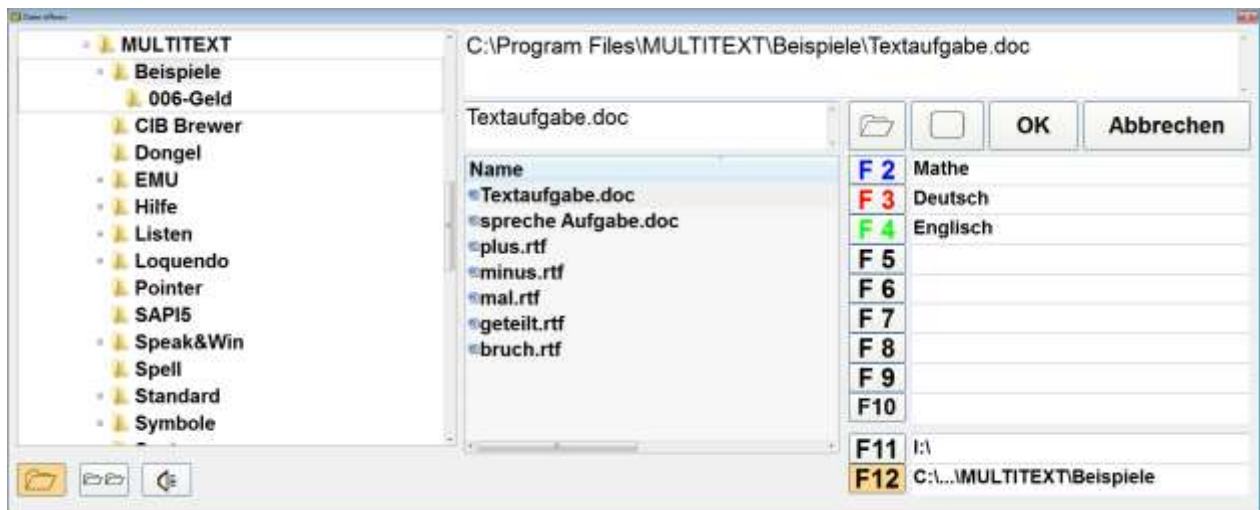 Datei öffnen
MULTITEXT
Beispiele
006-Geld
CIB Brewer
Dongel
EMU
Hilfe
Listen
Loquendo
Pointer
SAPI5
Speak&Win
Spell
Standard
Symbole
C:\Program Files\MULTITEXT\Beispiele\Textaufgabe.doc
Textaufgabe.doc
OK
Abbrechen
Name
Textaufgabe.doc
spreche Aufgabe.doc
plus.rtf
minus.rtf
mal.rtf
geteilt.rtf
bruch.rtf
F 2 Mathe
F 3 Deutsch
F 4 Englisch
F 5
F 6
F 7
F 8
F 9
F10
F11 I:\
F12 C:\...\MULTITEXT\Beispiele